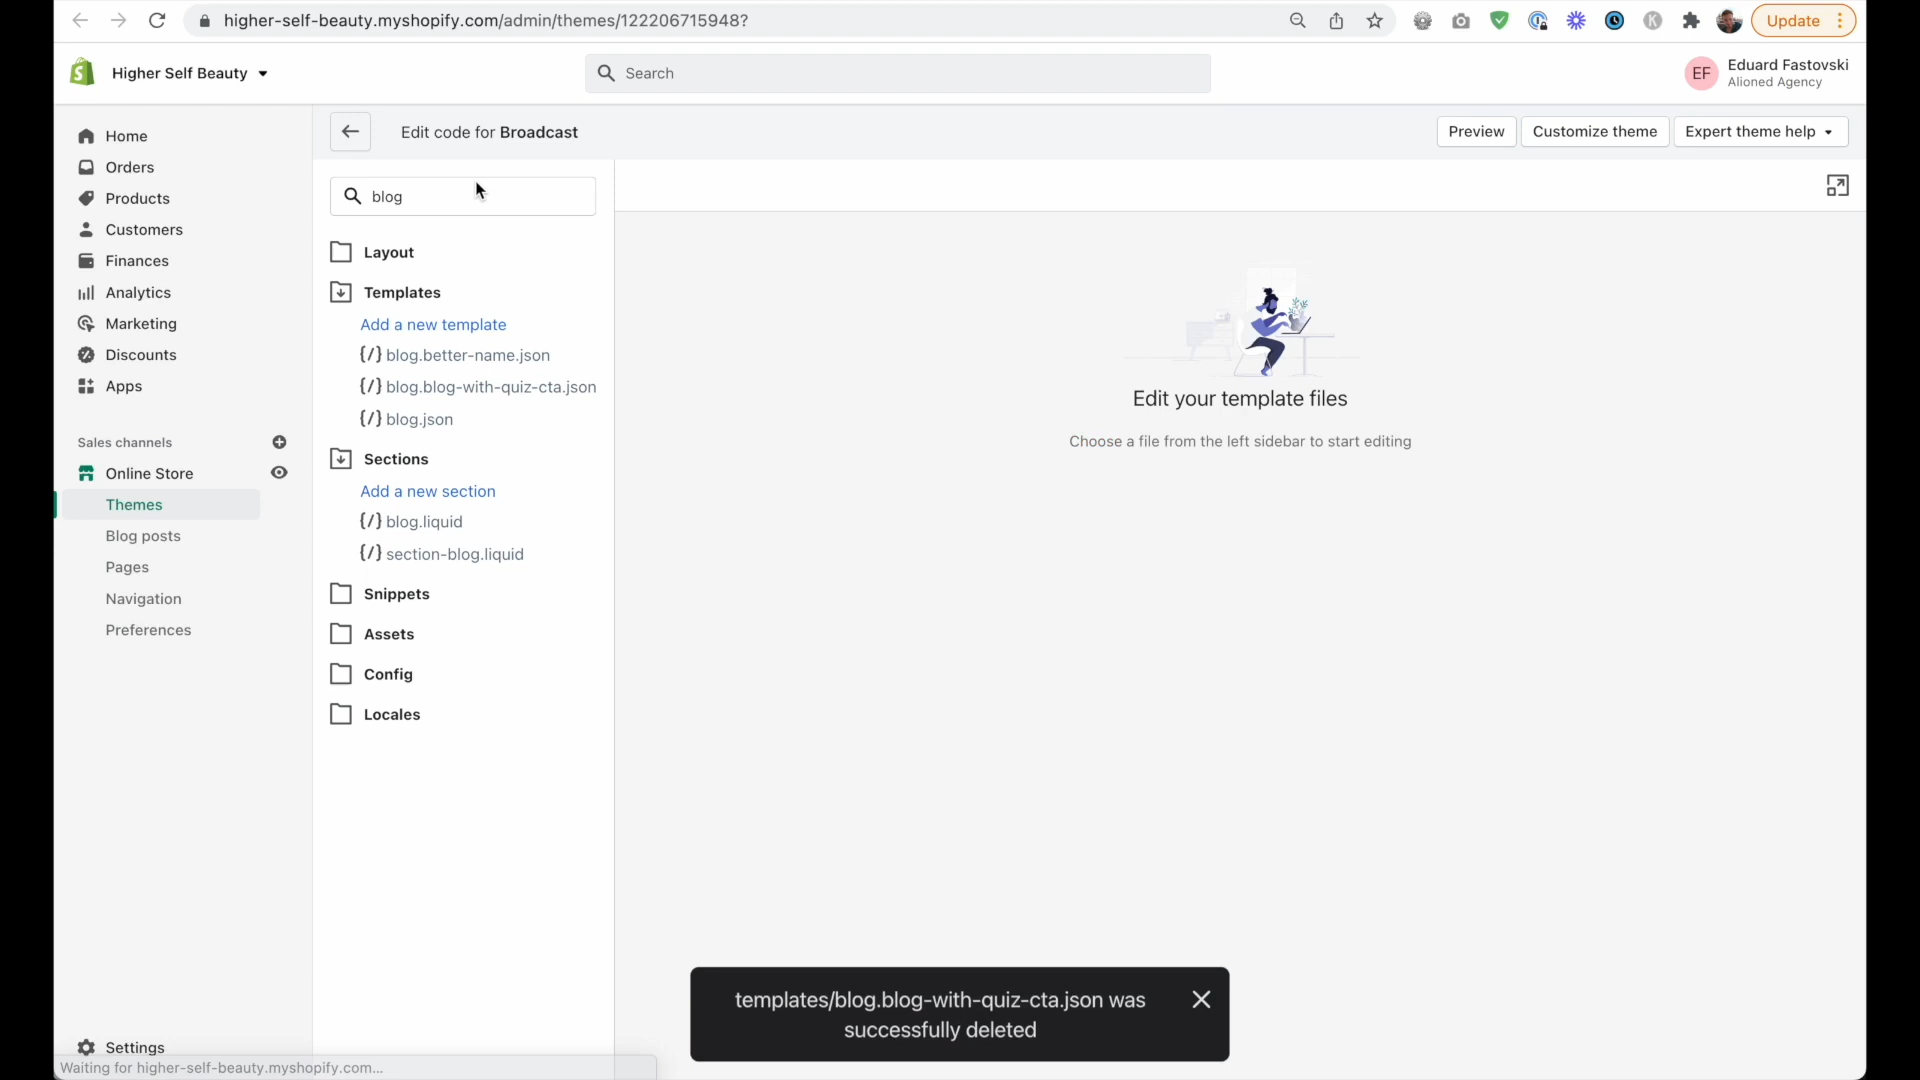 higher-self-beauty.myshopify.com/admin/themes/122206715948?
Update
Higher Self Beauty
Search
EF
Eduard Fastovski
Alioned Agency
Home
Orders
Products
Customers
Finances
Analytics
Marketing
Discounts
Apps
Sales channels
Online Store
Themes
Blog posts
Pages
Navigation
Preferences
Settings
Waiting for higher-self-beauty.myshopify.com...
Edit code for Broadcast
Preview
Customize theme
Expert theme help
blog
Layout
Templates
Add a new template
{/} blog.better-name.json
{/} blog.blog-with-quiz-cta.json
{/} blog.json
Sections
Add a new section
{/} blog.liquid
{/} section-blog.liquid
Snippets
Assets
Config
Locales
Edit your template files
Choose a file from the left sidebar to start editing
templates/blog.blog-with-quiz-cta.json was
successfully deleted